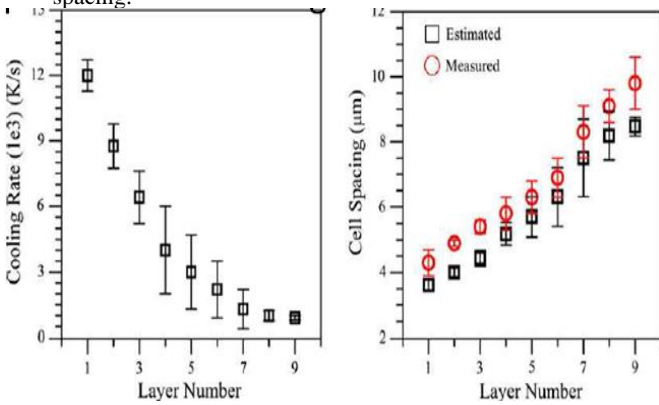 spacing.
15
12
9
6
3
0
Cooling Rate (1e3) (K/s)
1 3 5 7 9
Layer Number
12
10
8
6
4
2
Cell Spacing (μm)
Estimated
Measured
1 3 5 7 9
Layer Number